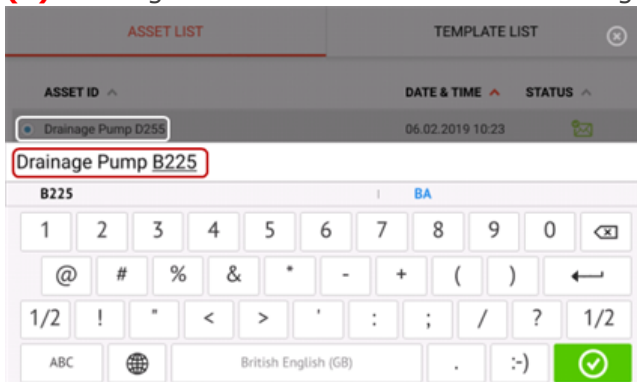 ASSET LIST TEMPLATE LIST
ASSET ID DATE & TIME STATUS
Drainage Pump D255 06.02.2019 10:23
Drainage Pump B225
B225 BA
1 2 3 4 5 6 7 8 9 0
@ # % & * - + ( )
1/2 ! " < > ' : ; / ? 1/2
ABC British English (GB) . :-)